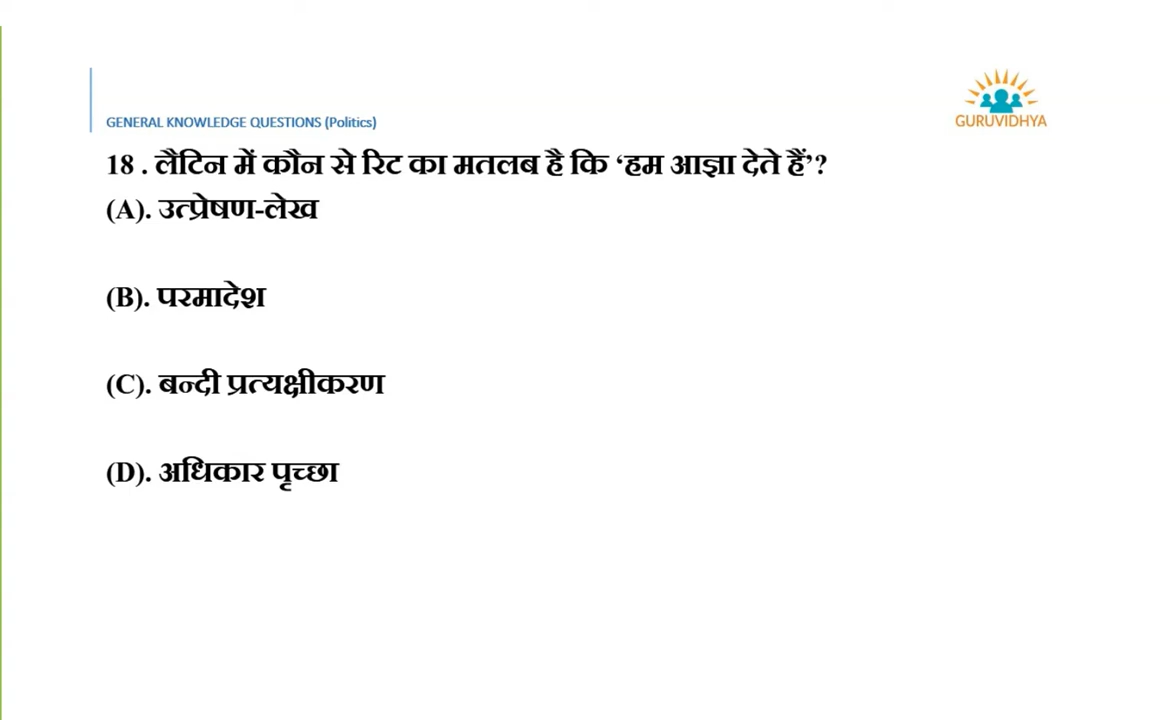 GURUVIDHYA
GENERAL KNOWLEDGE QUESTIONS (Politics)
18 . लैटिन में कौन से रिट का मतलब है कि ‘हम आज्ञा देते हैं’?
(A). उत्प्रेषण-लेख
(B). परमादेश
(C). बन्दी प्रत्यक्षीकरण
(D). अधिकार पृच्छा